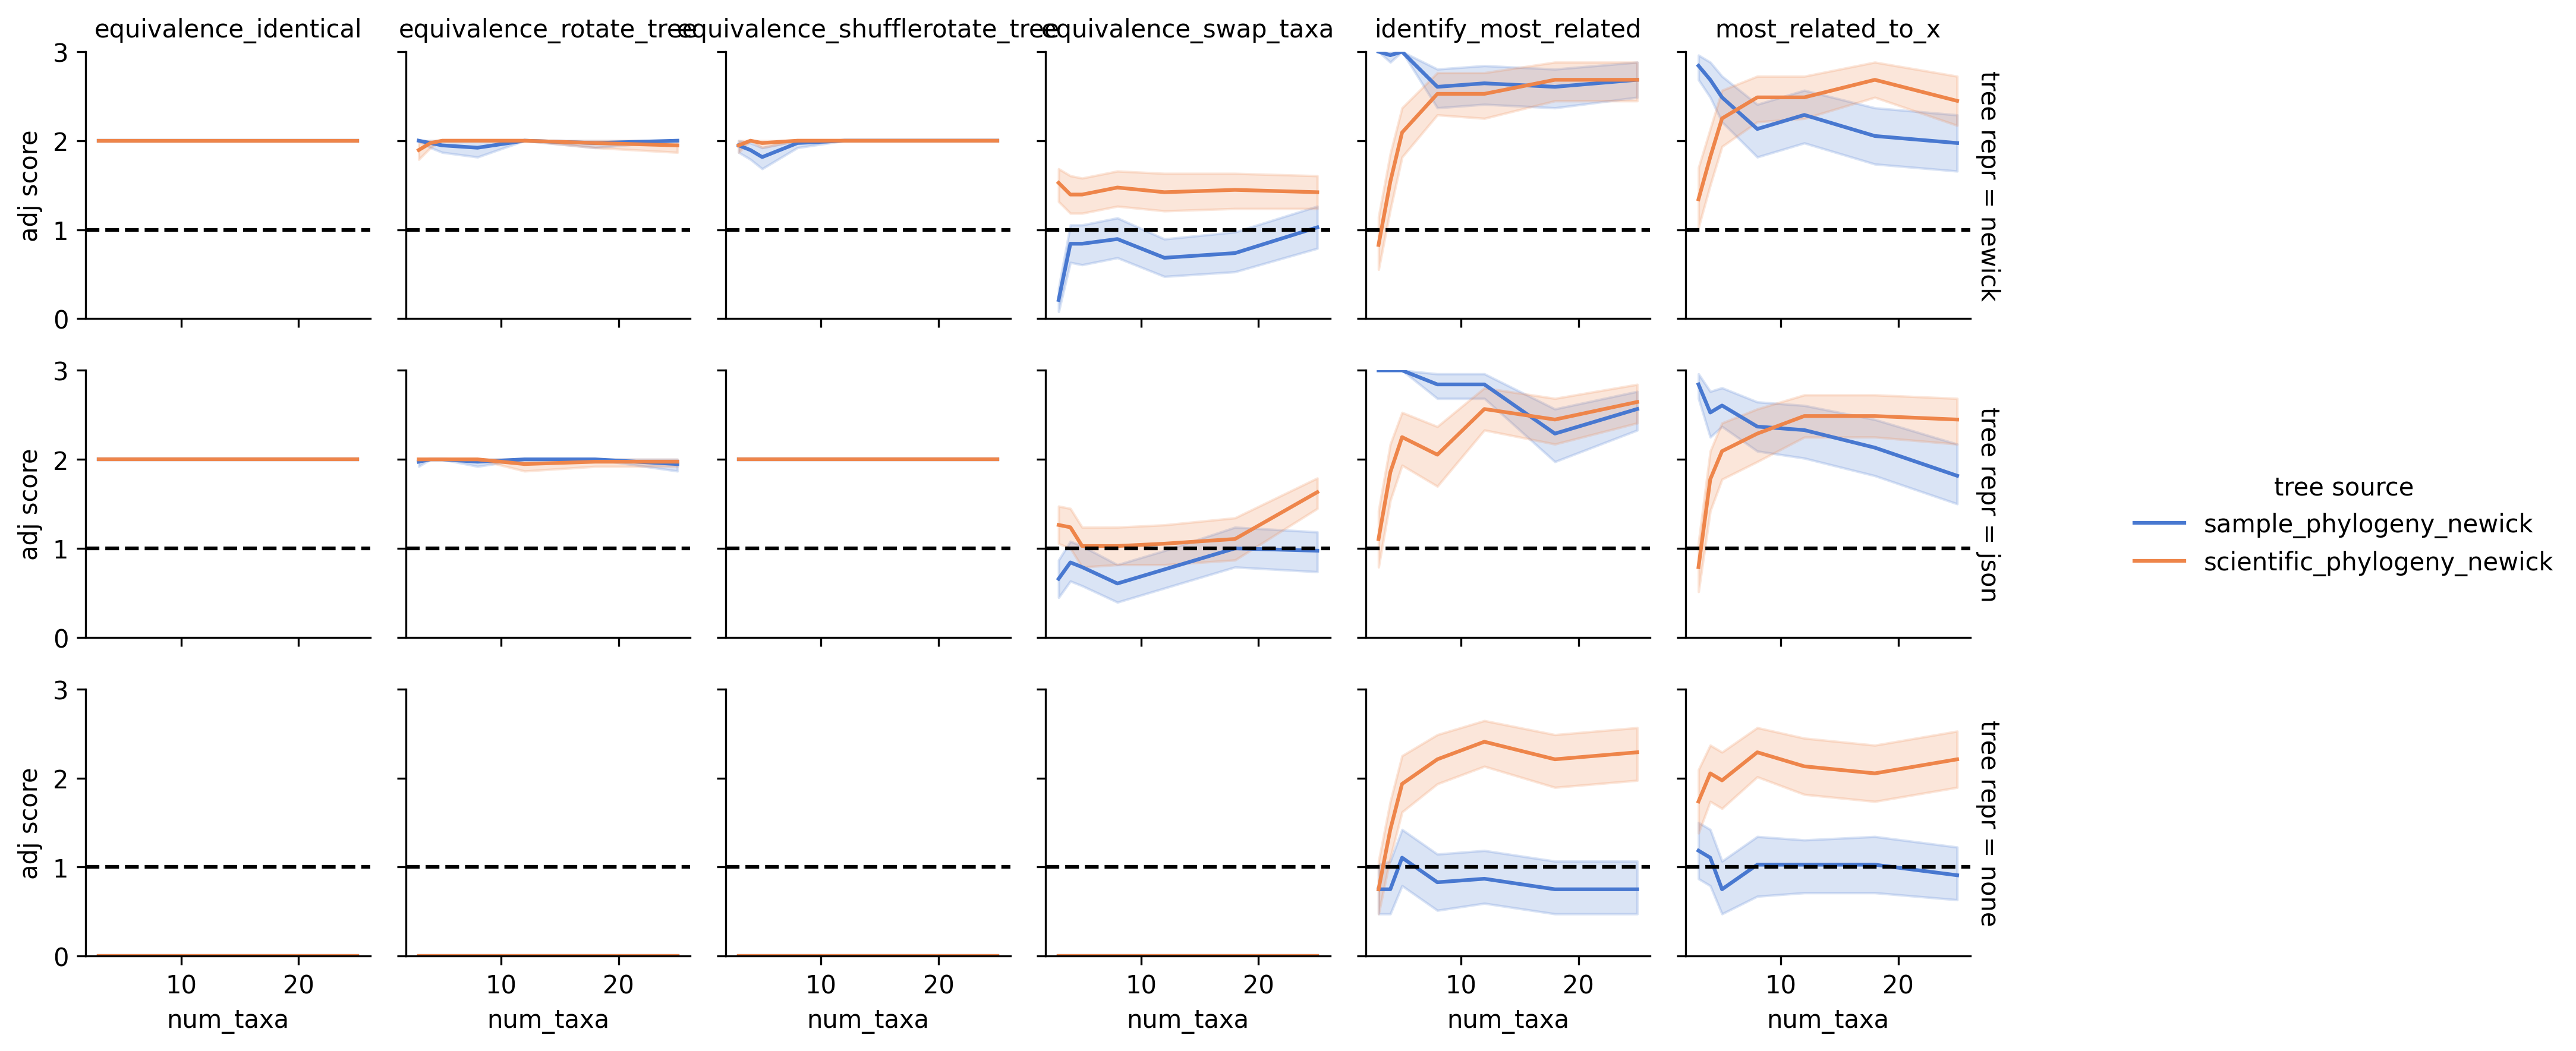 equivalence_identical
equivalence_rotate_tree
equivalence_shufflerotate_tree
equivalence_swap_taxa
identify_most_related
most_related_to_x
3
2
1
0
adj score
tree repr = newick
3
2
1
0
adj score
tree repr = json
tree source
sample_phylogeny_newick
scientific_phylogeny_newick
3
2
1
0
adj score
tree repr = none
10 20
10 20
10 20
10 20
10 20
10 20
num_taxa
num_taxa
num_taxa
num_taxa
num_taxa
num_taxa